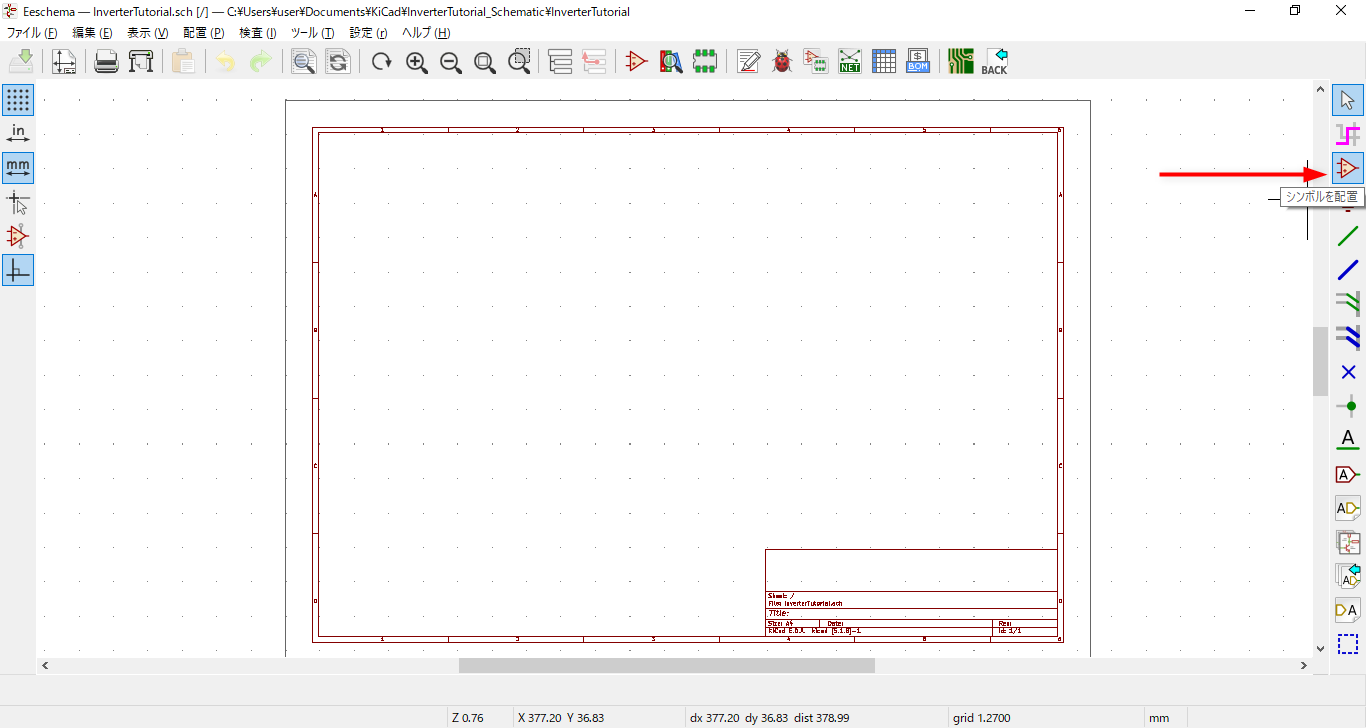 Eeschema — InverterTutorial.sch [/] — C:¥Users¥user¥Documents¥KiCad¥InverterTutorial_Schematic¥InverterTutorial
ファイル (F) 編集 (E) 表示 (V) 配置 (P) 検査 (I) ツール (T) 設定 (r) ヘルプ (H)
NET
$
BOM
BACK
in
mm
シンボルを配置
1 2 3 4 5 6
A A
B B
C C
D D
A
A
AD
AD
DA
Sheet: /
File: InverterTutorial.sch
Title:
Size: A4 Date: Rev:
KiCad E.D.A. kicad (5.1.8)-1 Id: 1/1
1 2 3 4 5 6
Z 0.76 X 377.20 Y 36.83 dx 377.20 dy 36.83 dist 378.99 grid 1.2700 mm